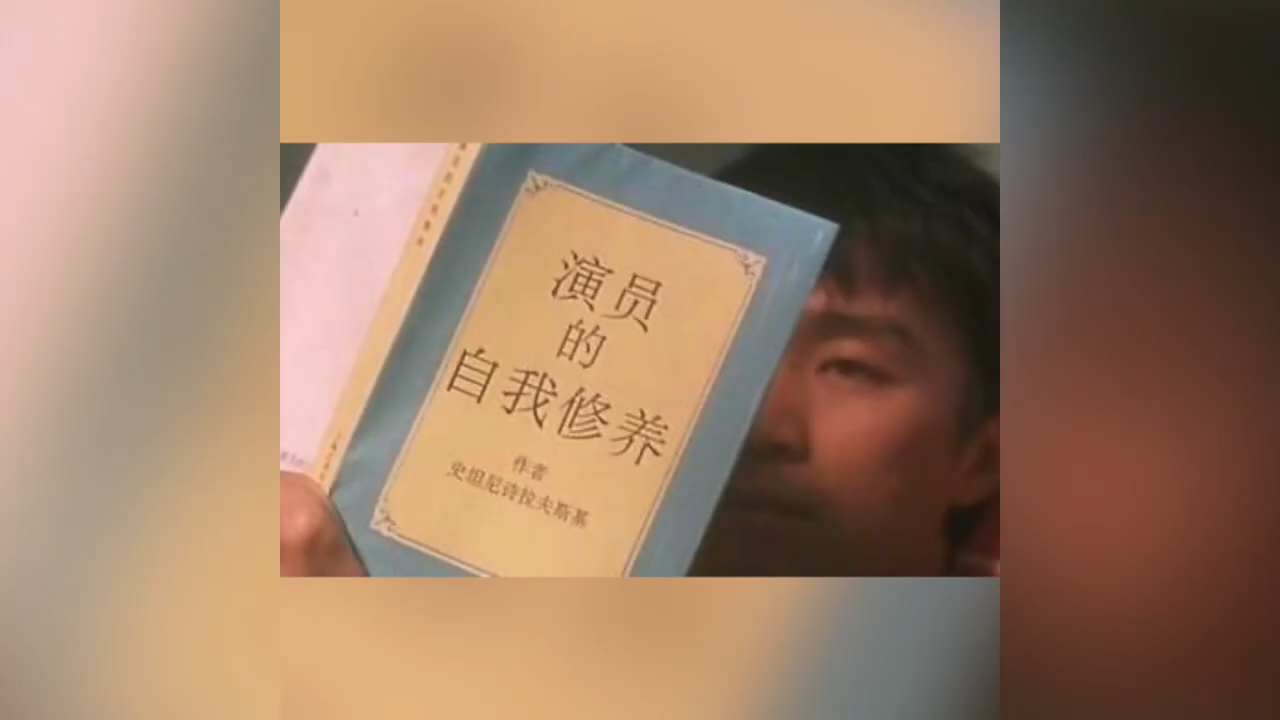 演员
的
自我修养
作者
史坦尼诗拉夫斯基